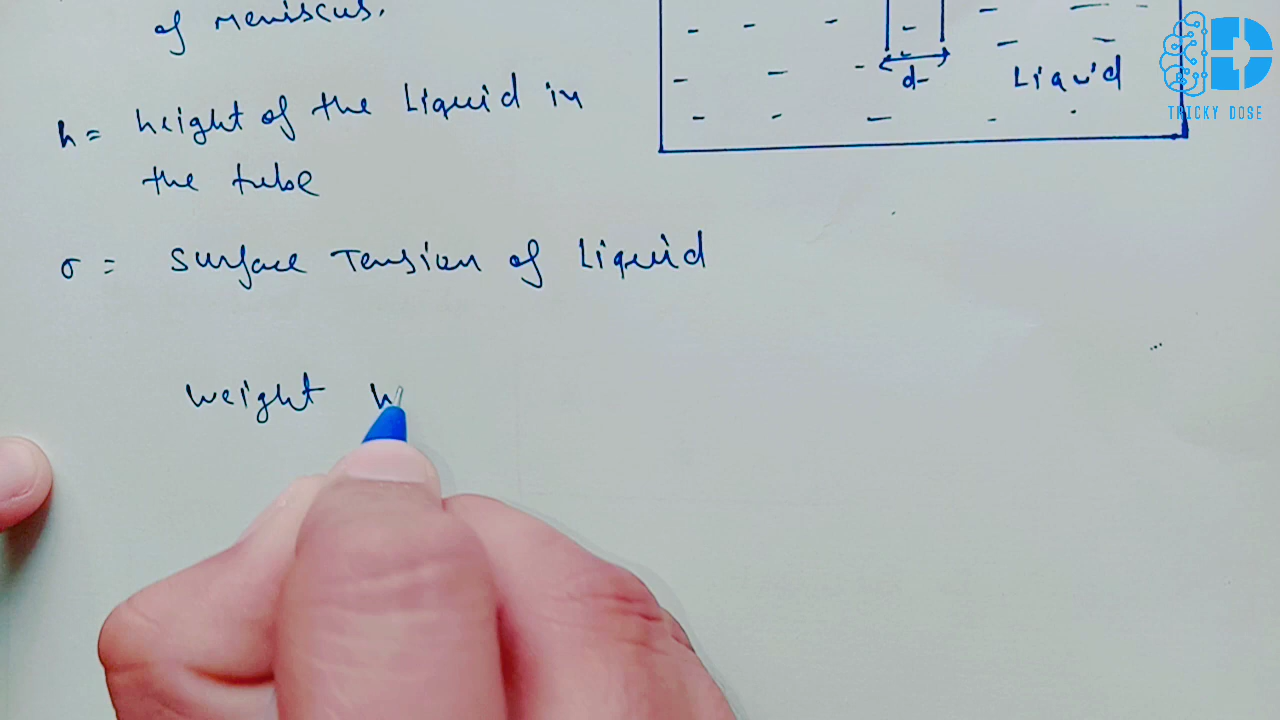 of meniscus.
h = height of the Liquid in
the tube
σ = surface Tension of Liquid
weight
d
Liquid
TRICKY DOSE